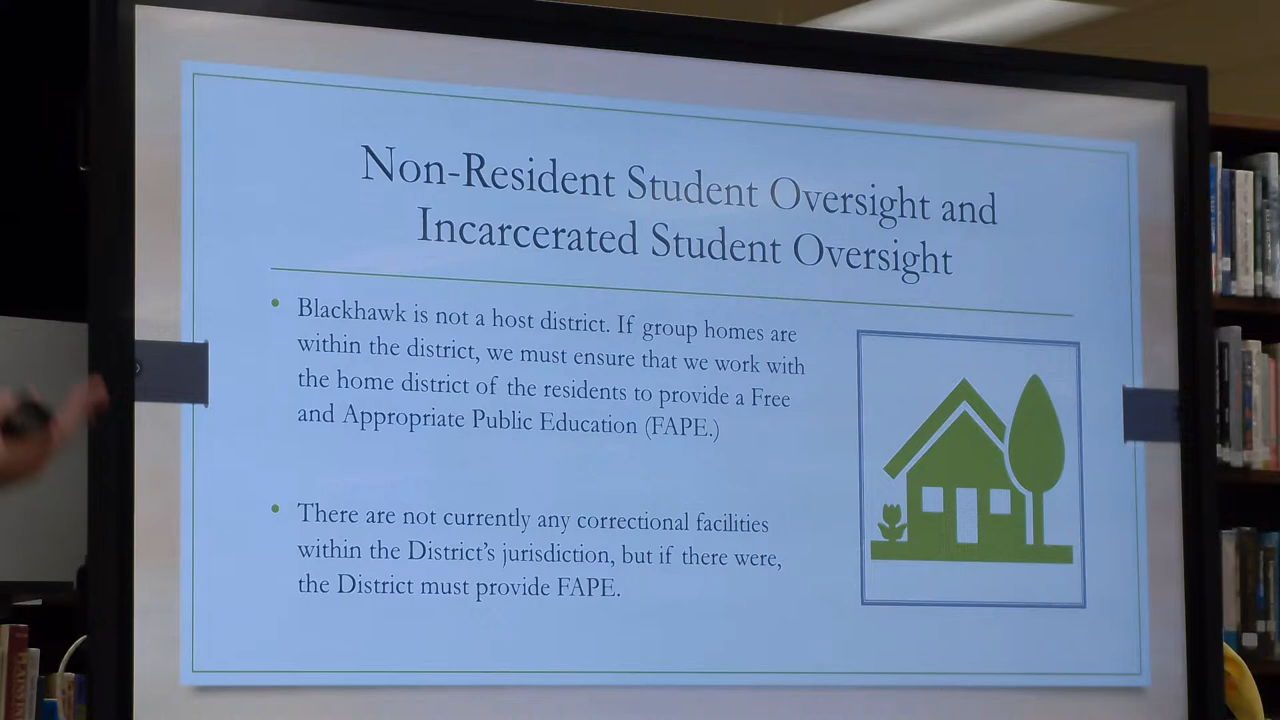 Non-Resident Student Oversight and
Incarcerated Student Oversight
• Blackhawk is not a host district. If group homes are
within the district, we must ensure that we work with
the home district of the residents to provide a Free
and Appropriate Public Education (FAPE.)
• There are not currently any correctional facilities
within the District's jurisdiction, but if there were,
the District must provide FAPE.